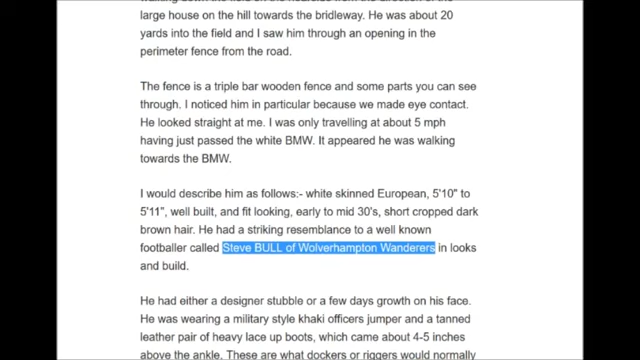 large house on the hill towards the bridleway. He was about 20
yards into the field and I saw him through an opening in the
perimeter fence from the road.
The fence is a triple bar wooden fence and some parts you can see
through. I noticed him in particular because we made eye contact.
He looked straight at me. I was only travelling at about 5 mph
having just passed the white BMW. It appeared he was walking
towards the BMW.
I would describe him as follows:- white skinned European, 5'10" to
5'11", well built, and fit looking, early to mid 30's, short cropped dark
brown hair. He had a striking resemblance to a well known
footballer called Steve BULL of Wolverhampton Wanderers in looks
and build.
He had either a designer stubble or a few days growth on his face.
He was wearing a military style khaki officers jumper and a tanned
leather pair of heavy lace up boots, which came about 4-5 inches
above the ankle. These are what dockers or riggers would normally